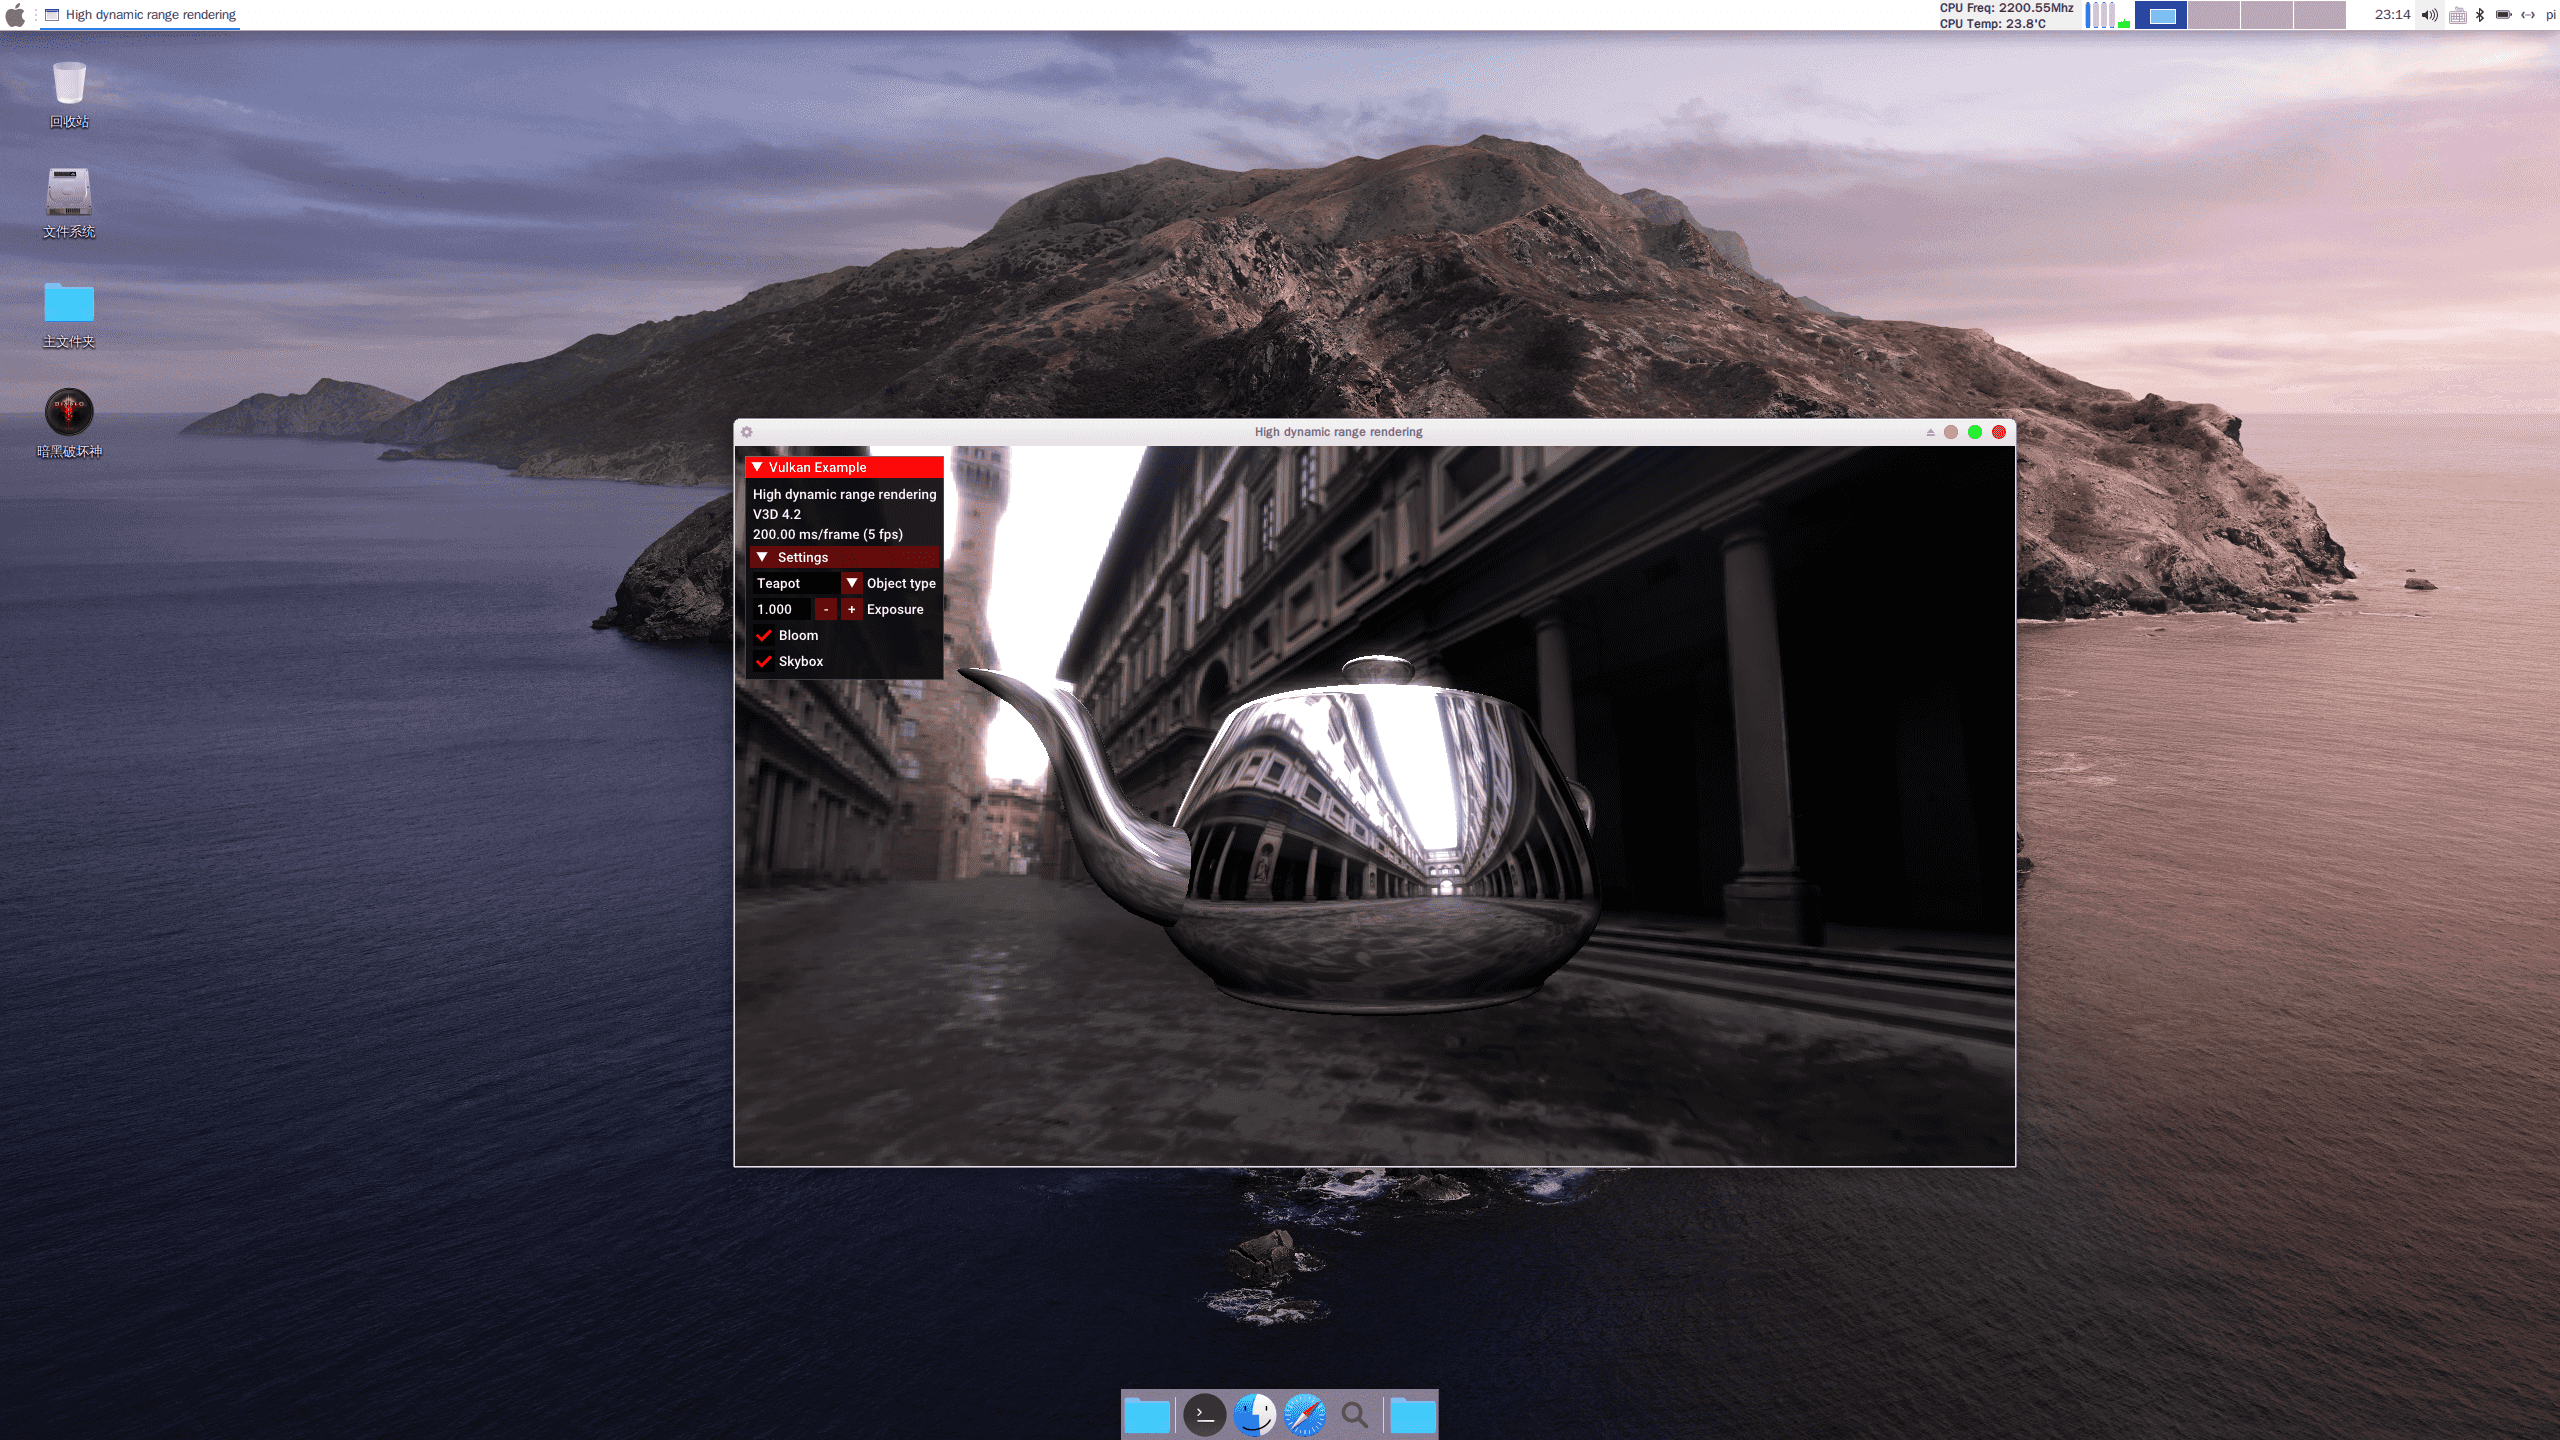 High dynamic range rendering
CPU Freq: 2200.55Mhz
CPU Temp: 23.8'C
23:14
pi
回收站
文件系统
主文件夹
DIABLO
暗黑破坏神
High dynamic range rendering
Vulkan Example
High dynamic range rendering
V3D 4.2
200.00 ms/frame (5 fps)
Settings
Teapot Object type
1.000 - + Exposure
Bloom
Skybox